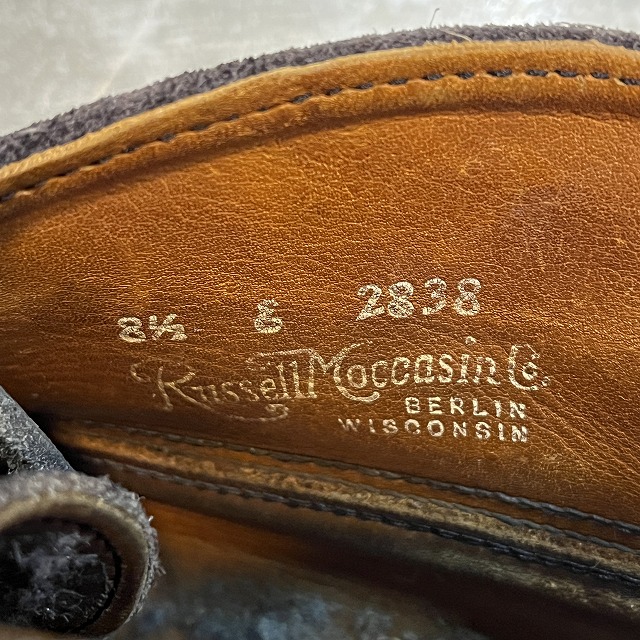 8½ E 2838
Russell Moccasin Co.
BERLIN
WISCONSIN